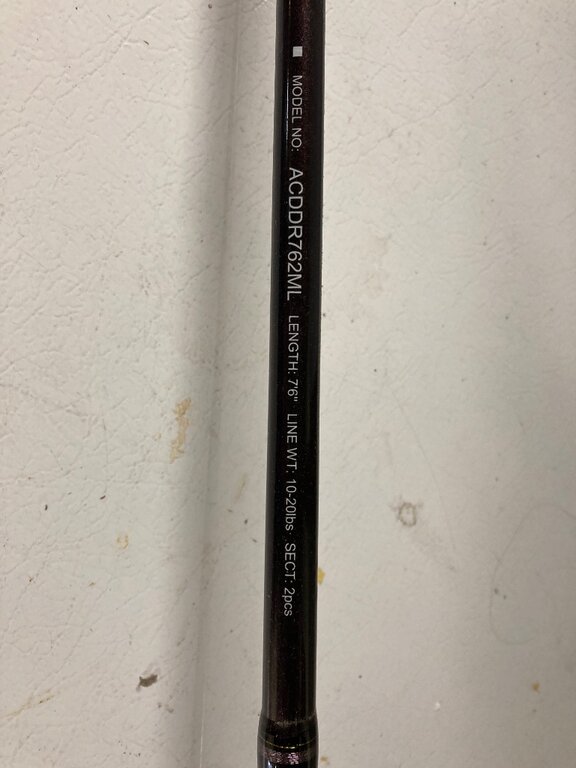 MODEL NO: ACDDR762ML LENGTH: 7'6" LINE WT: 10-20lbs SECT: 2pcs